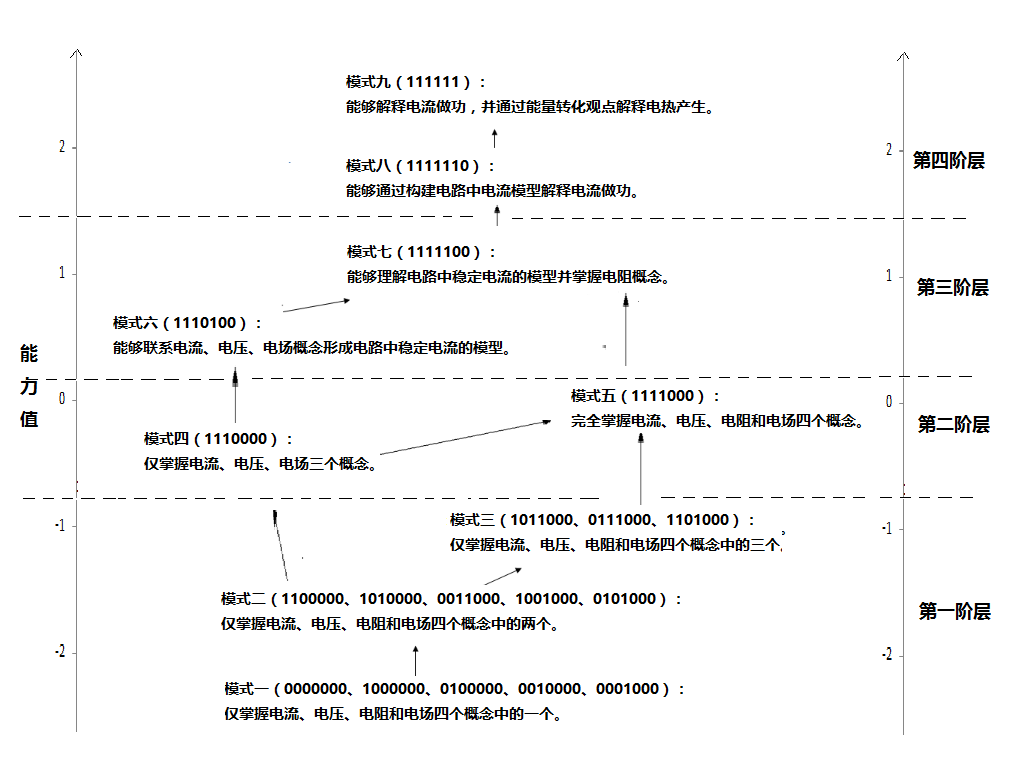 模式九（111111）：
能够解释电流做功，并通过能量转化观点解释电热产生。
2
2
第四阶层
模式八（1111110）：
能够通过构建电路中电流模型解释电流做功。
模式七（1111100）：
能够理解电路中稳定电流的模型并掌握电阻概念。
1
1
第三阶层
模式六（1110100）：
能够联系电流、电压、电场概念形成电路中稳定电流的模型。
能力值
0
0
模式五（1111000）：
完全掌握电流、电压、电阻和电场四个概念。
第二阶层
模式四（1110000）：
仅掌握电流、电压、电场三个概念。
-1
-1
模式三（1011000、0111000、1101000）：
仅掌握电流、电压、电阻和电场四个概念中的三个。
模式二（1100000、1010000、0011000、1001000、0101000）：
仅掌握电流、电压、电阻和电场四个概念中的两个。
第一阶层
-2
-2
模式一（0000000、1000000、0100000、0010000、0001000）：
仅掌握电流、电压、电阻和电场四个概念中的一个。